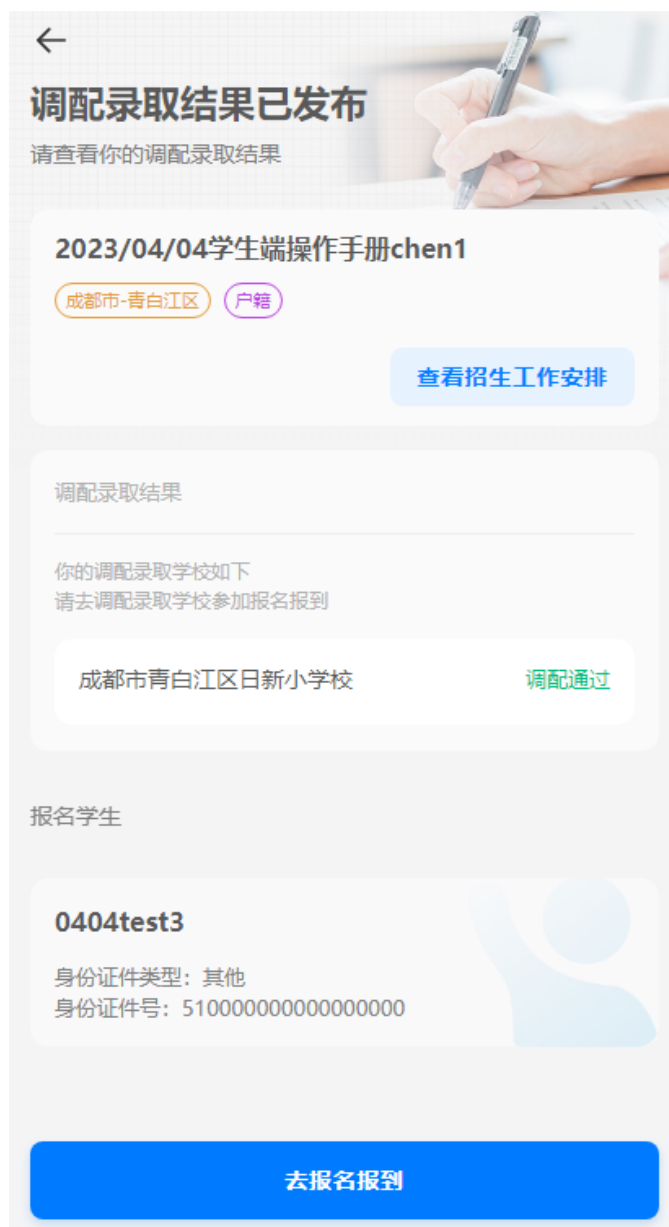 调配录取结果已发布
请查看你的调配录取结果
2023/04/04学生端操作手册chen1
成都市-青白江区 户籍
查看招生工作安排
调配录取结果
你的调配录取学校如下
请去调配录取学校参加报名报到
成都市青白江区日新小学校 调配通过
报名学生
0404test3
身份证件类型：其他
身份证件号：510000000000000000
去报名报到